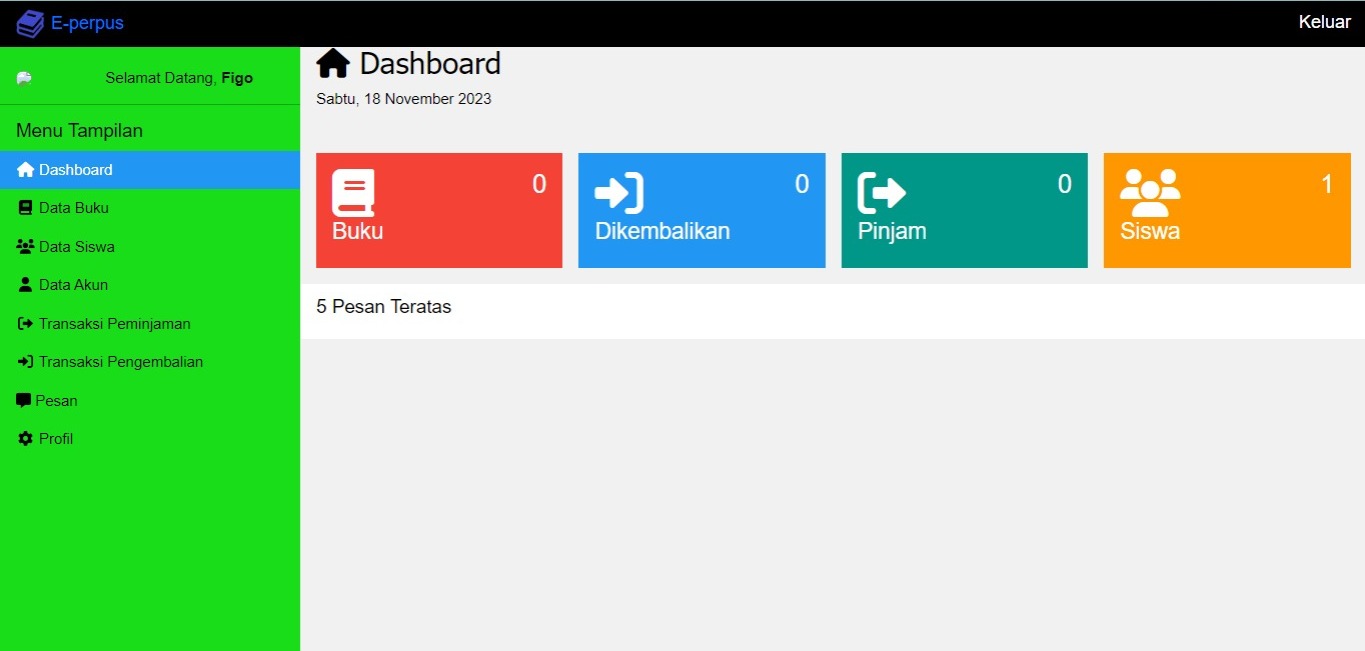 E-perpus
Keluar
Selamat Datang, Figo
Menu Tampilan
Dashboard
Data Buku
Data Siswa
Data Akun
Transaksi Peminjaman
Transaksi Pengembalian
Pesan
Profil
Dashboard
Sabtu, 18 November 2023
0
Buku
0
Dikembalikan
0
Pinjam
1
Siswa
5 Pesan Teratas